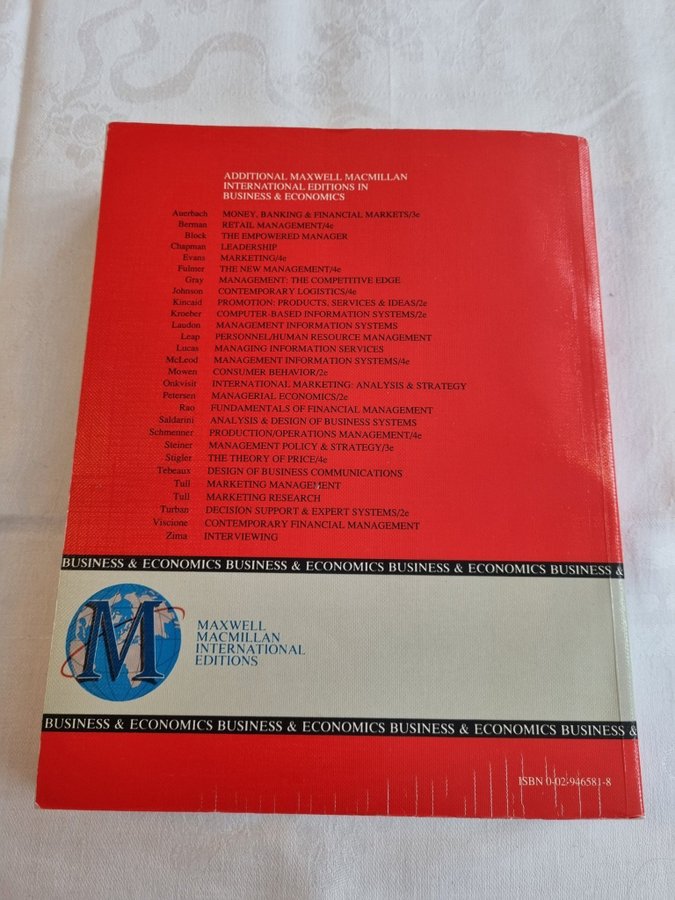 ADDITIONAL MAXWELL MACMILLAN
INTERNATIONAL EDITIONS IN
BUSINESS & ECONOMICS
Auerbach MONEY, BANKING & FINANCIAL MARKETS/3e
Berman RETAIL MANAGEMENT/4e
Block THE EMPOWERED MANAGER
Chapman LEADERSHIP
Evans MARKETING/4e
Fulmer THE NEW MANAGEMENT/4e
Gray MANAGEMENT: THE COMPETITIVE EDGE
Johnson CONTEMPORARY LOGISTICS/4e
Kincaid PROMOTION: PRODUCTS, SERVICES & IDEAS/2e
Kroeber COMPUTER-BASED INFORMATION SYSTEMS/2e
Laudon MANAGEMENT INFORMATION SYSTEMS
Leap PERSONNEL/HUMAN RESOURCE MANAGEMENT
Lucas MANAGING INFORMATION SERVICES
McLeod MANAGEMENT INFORMATION SYSTEMS/4e
Mowen CONSUMER BEHAVIOR/2e
Onkvisit INTERNATIONAL MARKETING: ANALYSIS & STRATEGY
Petersen MANAGERIAL ECONOMICS/2e
Rao FUNDAMENTALS OF FINANCIAL MANAGEMENT
Saldarini ANALYSIS & DESIGN OF BUSINESS SYSTEMS
Schmenner PRODUCTION/OPERATIONS MANAGEMENT/4e
Steiner MANAGEMENT POLICY & STRATEGY/3e
Stigler THE THEORY OF PRICE/4e
Tebeaux DESIGN OF BUSINESS COMMUNICATIONS
Tull MARKETING MANAGEMENT
Tull MARKETING RESEARCH
Turban DECISION SUPPORT & EXPERT SYSTEMS/2e
Viscione CONTEMPORARY FINANCIAL MANAGEMENT
Zima INTERVIEWING
BUSINESS & ECONOMICS BUSINESS & ECONOMICS BUSINESS & ECONOMICS BUSINESS &
M
MAXWELL
MACMILLAN
INTERNATIONAL
EDITIONS
BUSINESS & ECONOMICS BUSINESS & ECONOMICS BUSINESS & ECONOMICS BUSINESS &
ISBN 0-02-946581-8